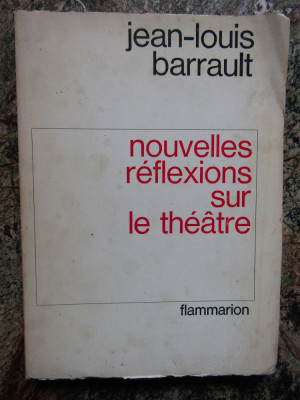 jean-louis
barrault
nouvelles
réflexions
sur
le théâtre
flammarion